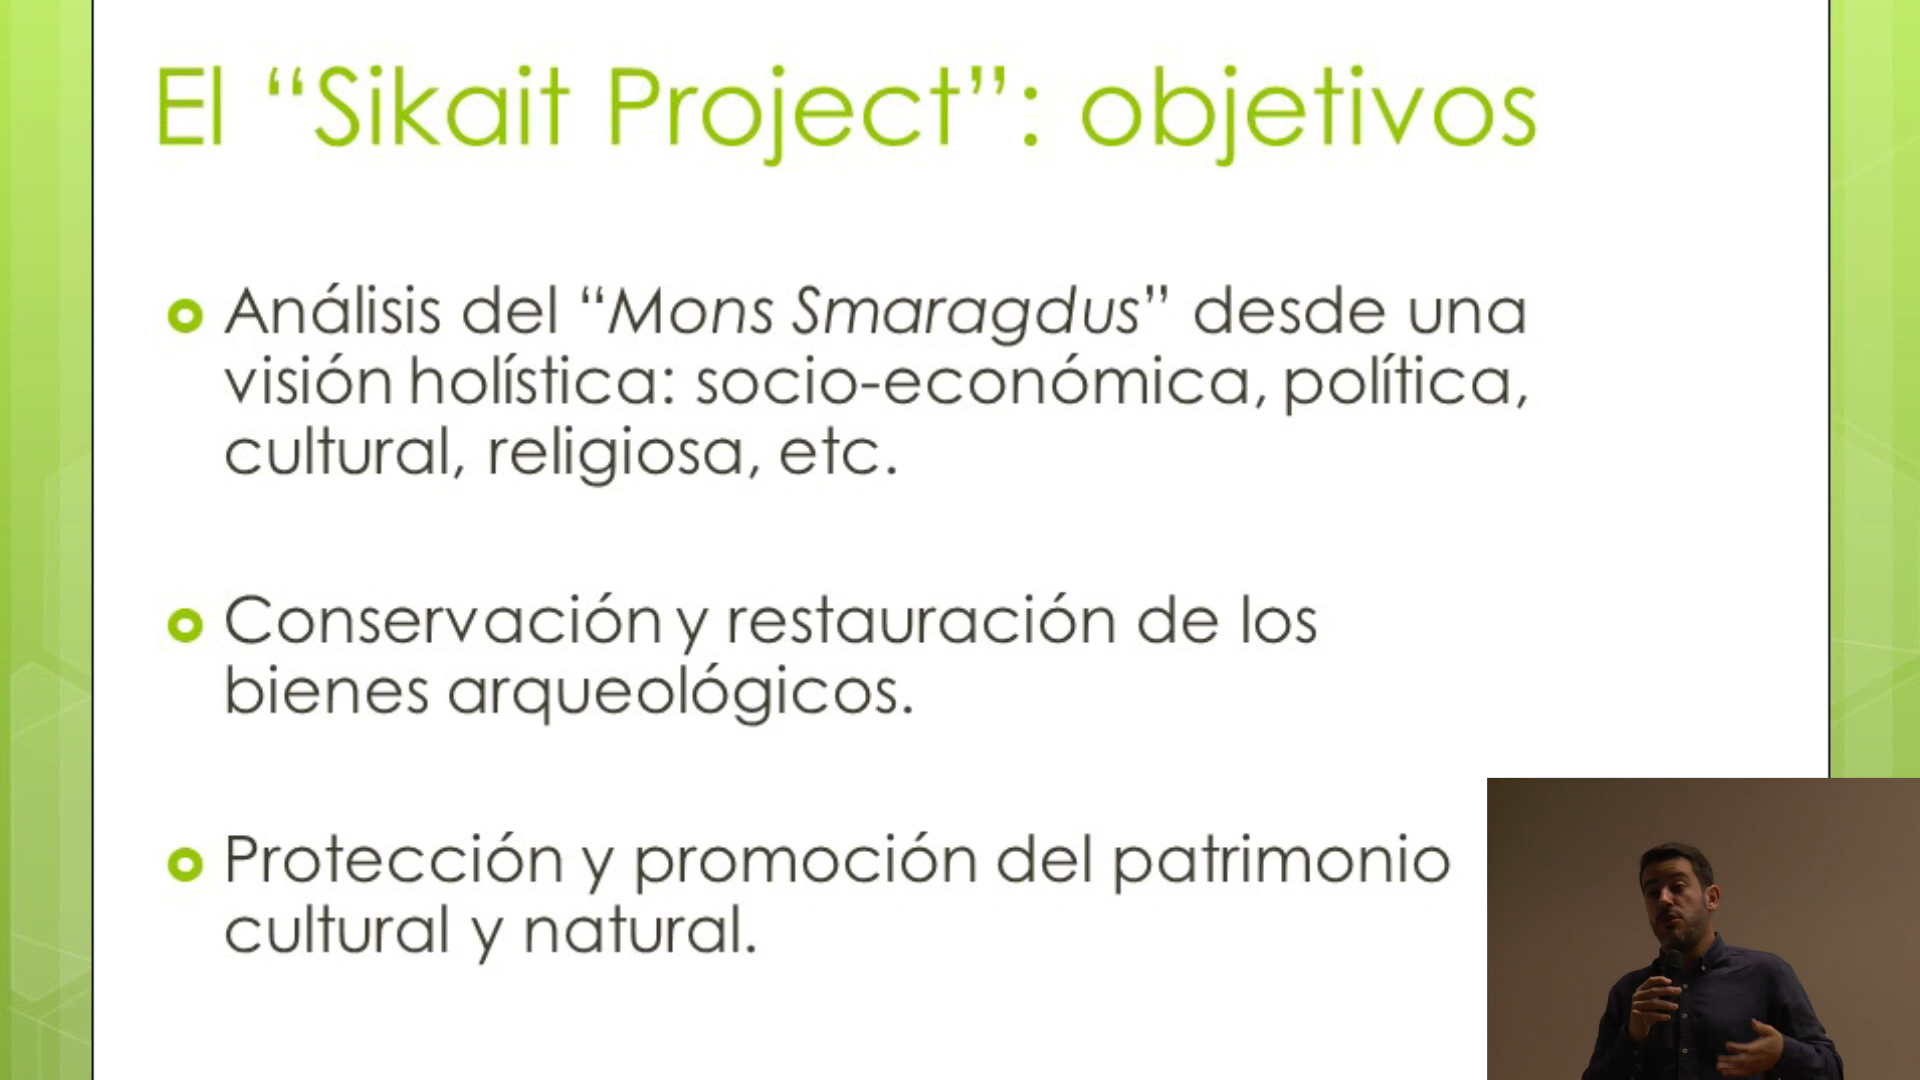 El “Sikait Project”: objetivos
Análisis del “Mons Smaragdus” desde una
visión holística: socio-económica, política,
cultural, religiosa, etc.
Conservación y restauración de los
bienes arqueológicos.
Protección y promoción del patrimonio
cultural y natural.